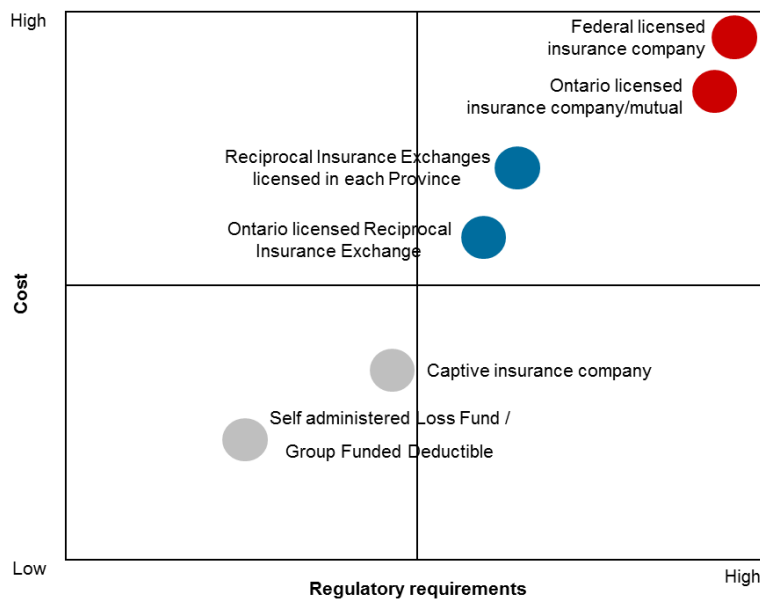 High
Federal licensed
insurance company
Ontario licensed
insurance company/mutual
Reciprocal Insurance Exchanges
licensed in each Province
Ontario licensed Reciprocal
Insurance Exchange
Cost
Captive insurance company
Self administered Loss Fund /
Group Funded Deductible
Low
High
Regulatory requirements